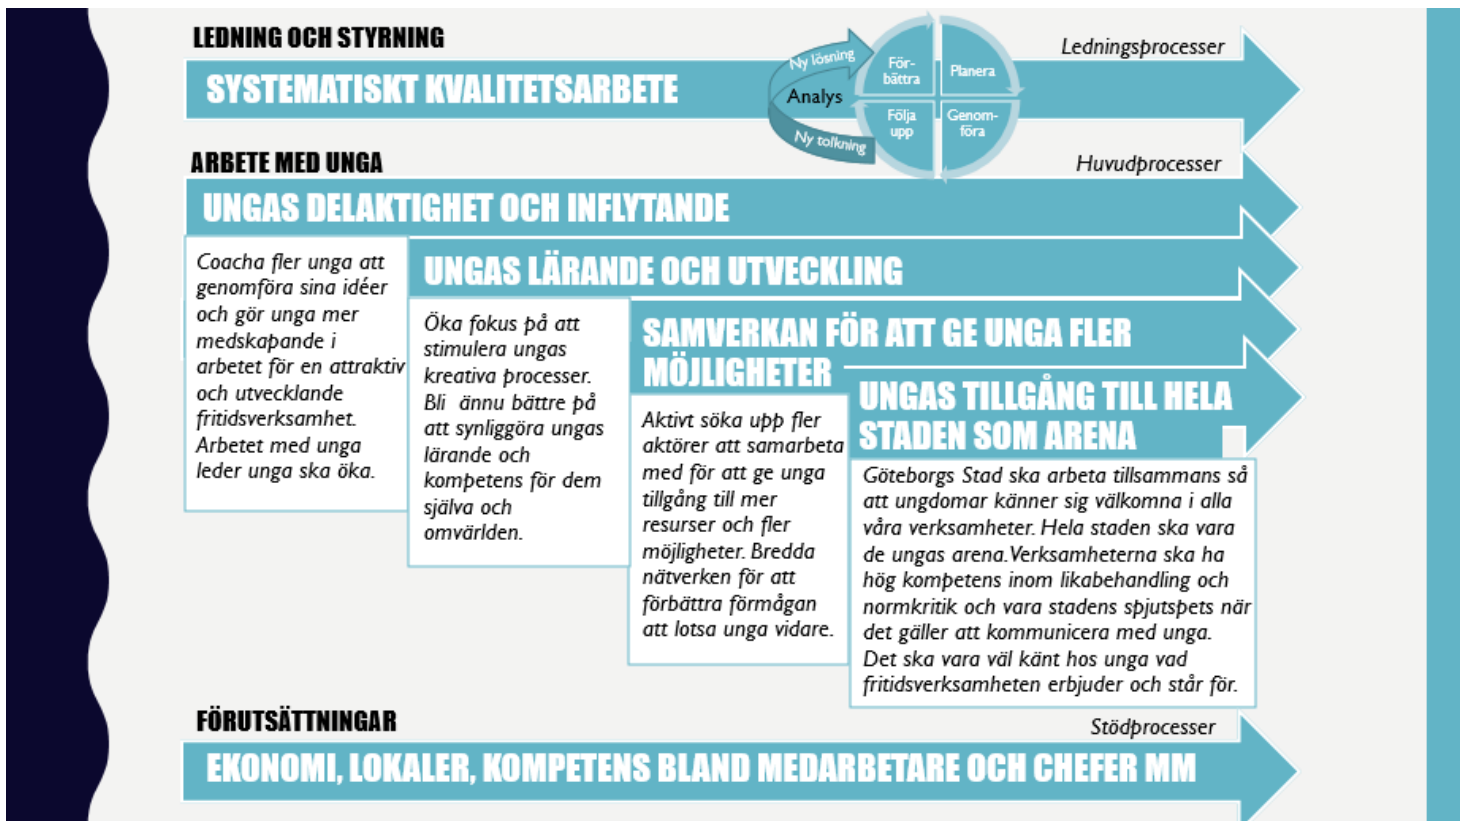 LEDNING OCH STYRNING
Ledningsprocesser
SYSTEMATISKT KVALITETSARBETE
Ny lösning
Analys
Ny tolkning
För-
bättra
Planera
Följa
upp
Genom-
föra
ARBETE MED UNGA
Huvudprocesser
UNGAS DELAKTIGHET OCH INFLYTANDE
Coacha fler unga att
genomföra sina idéer
och gör unga mer
medskapande i
arbetet för en attraktiv
och utvecklande
fritidsverksamhet.
Arbetet med unga
leder unga ska öka.
UNGAS LÄRANDE OCH UTVECKLING
Öka fokus på att
stimulera ungas
kreativa processer.
Bli  ännu bättre på
att synliggöra ungas
lärande och
kompetens för dem
själva och
omvärlden.
SAMVERKAN FÖR ATT GE UNGA FLER
MÖJLIGHETER
Aktivt söka upp fler
aktörer att samarbeta
med för att ge unga
tillgång till mer
resurser och fler
möjligheter. Bredda
nätverken för att
förbättra förmågan
att lotsa unga vidare.
UNGAS TILLGÅNG TILL HELA
STADEN SOM ARENA
Göteborgs Stad ska arbeta tillsammans så
att ungdomar känner sig välkomna i alla
våra verksamheter. Hela staden ska vara
de ungas arena. Verksamheterna ska ha
hög kompetens inom likabehandling och
normkritik och vara stadens spjutspets när
det gäller att kommunicera med unga.
Det ska vara väl känt hos unga vad
fritidsverksamheten erbjuder och står för.
FÖRUTSÄTTNINGAR
Stödprocesser
EKONOMI, LOKALER, KOMPETENS BLAND MEDARBETARE OCH CHEFER MM